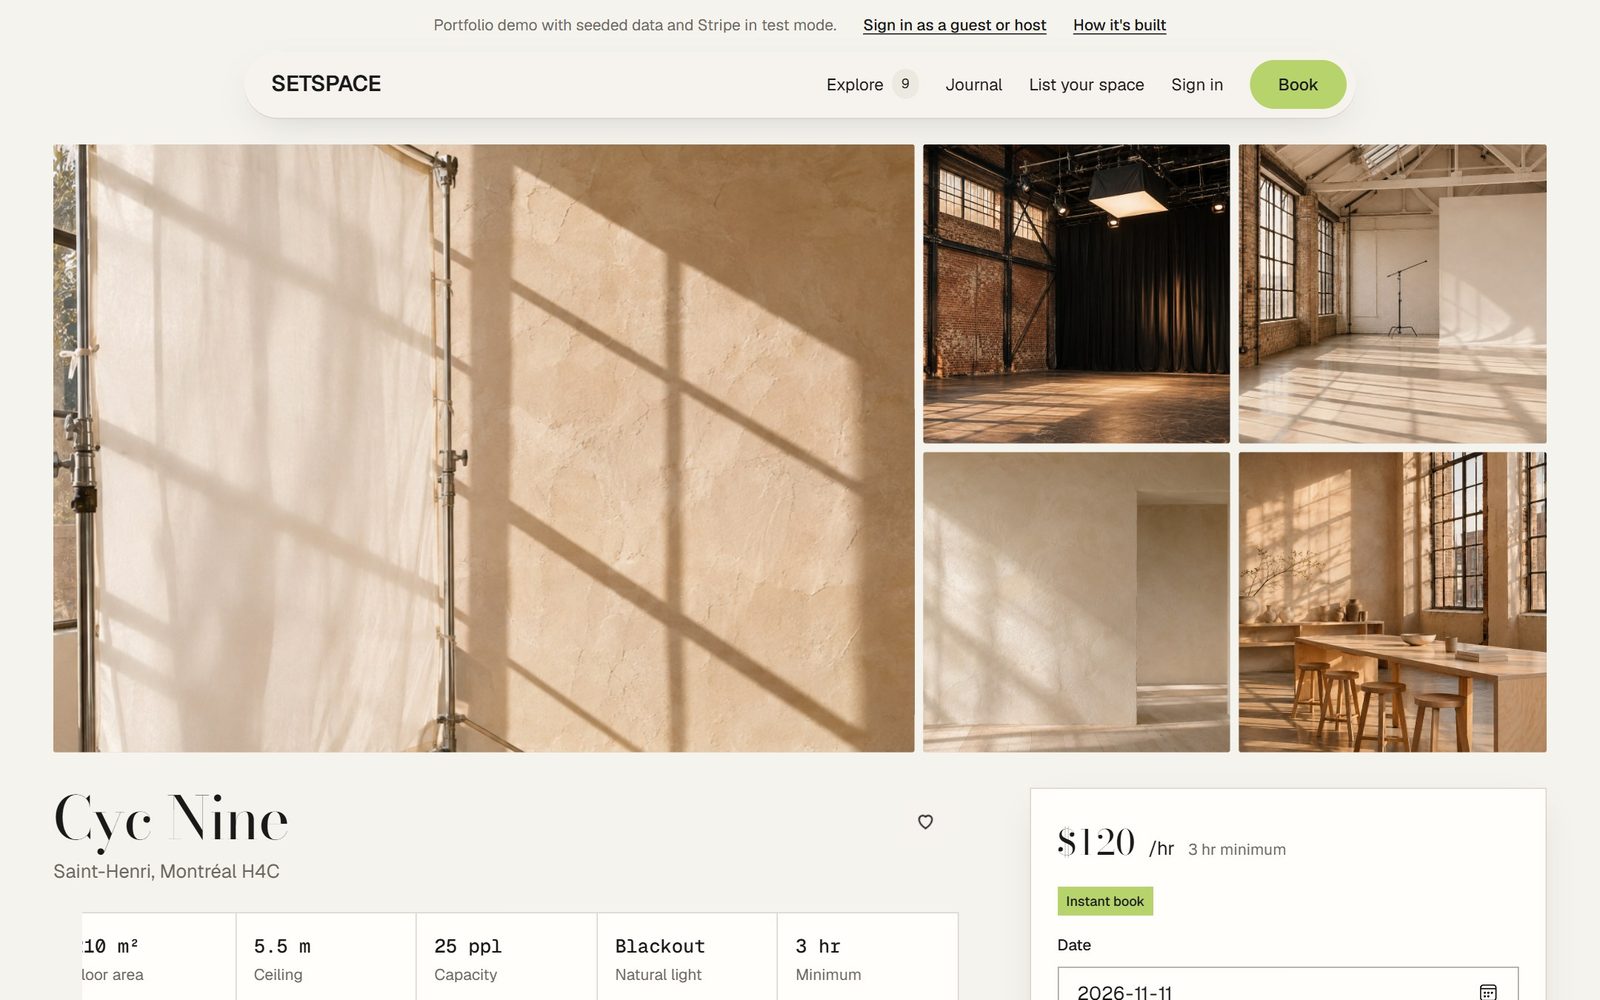 Portfolio demo with seeded data and Stripe in test mode. Sign in as a guest or host How it's built
SETSPACE Explore 9 Journal List your space Sign in Book
Cyc Nine
Saint-Henri, Montréal H4C
10 m² 5.5 m 25 ppl Blackout 3 hr
loor area Ceiling Capacity Natural light Minimum
$120 /hr 3 hr minimum
Instant book
Date
2026-11-11